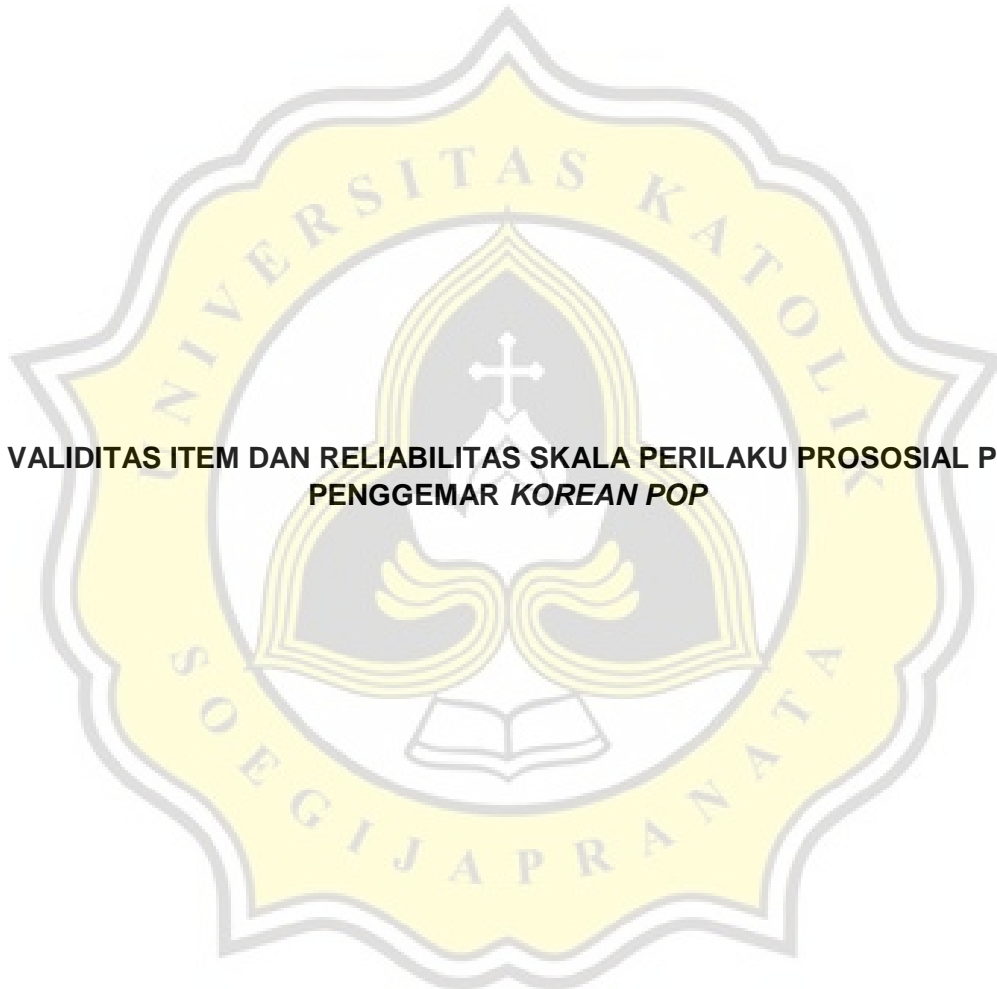 VALIDITAS ITEM DAN RELIABILITAS SKALA PERILAKU PROSOSIAL P
PENGGEMAR KOREAN POP
UNIVERSITAS KATOLIK
SOEGIJAPRANATA